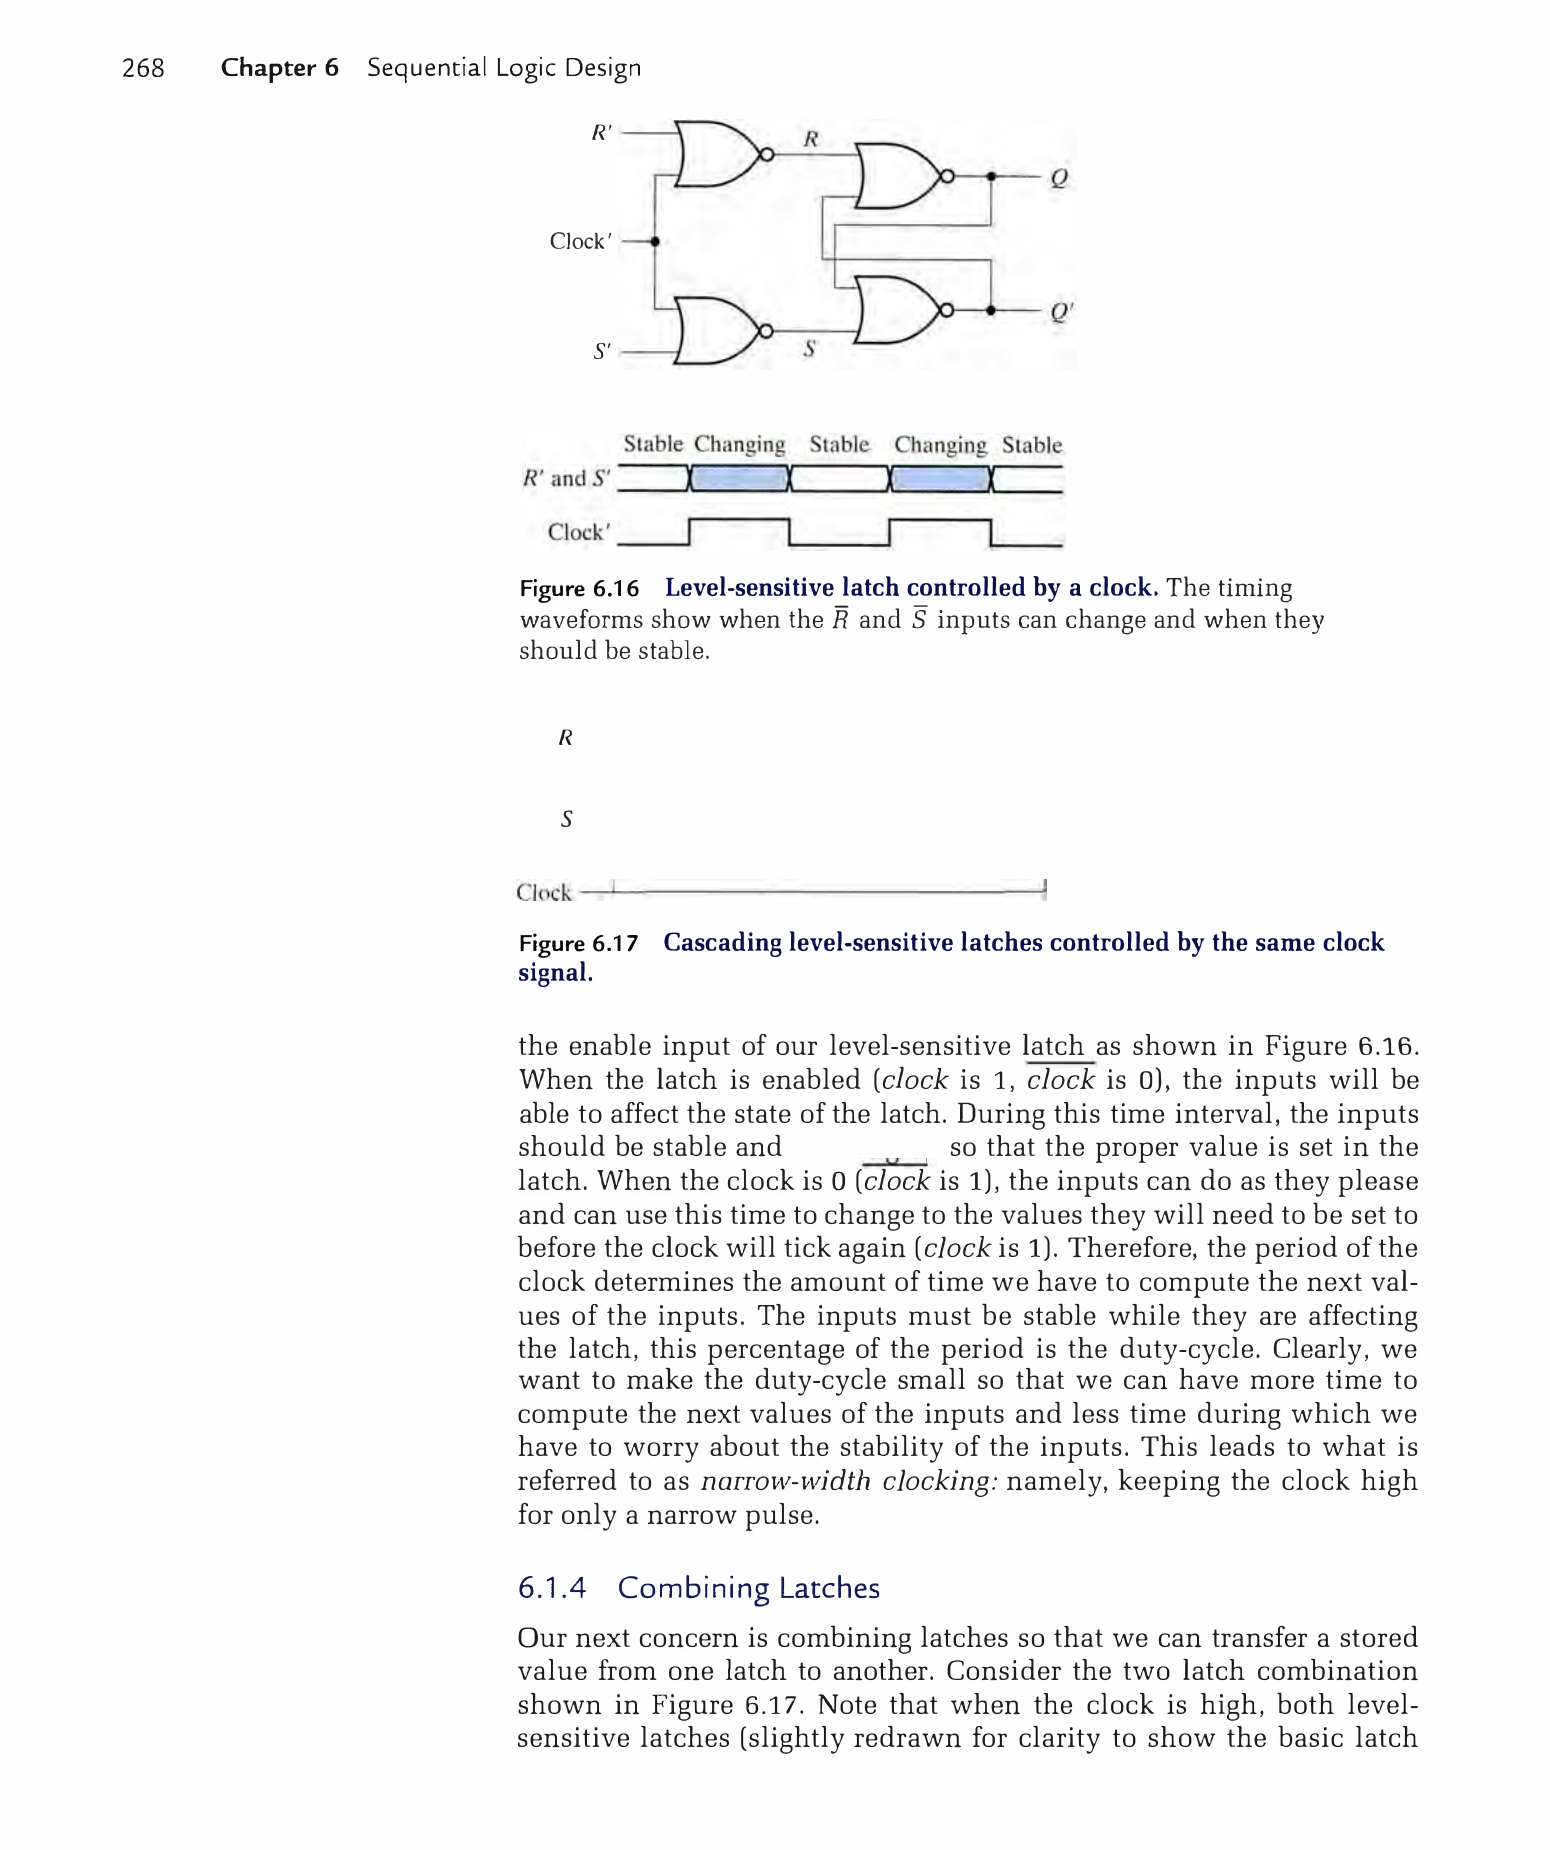 268 Chapter 6 Sequential Logic Design
R'
R
Q
Clock'
S'
S
Q'
Stable Changing Stable Changing Stable
R' and S'
Clock'
Figure 6.16 Level-sensitive latch controlled by a clock. The timing
waveforms show when the R̅ and S̅ inputs can change and when they
should be stable.
R
S
Clock
Figure 6.17 Cascading level-sensitive latches controlled by the same clock
signal.
the enable input of our level-sensitive latch as shown in Figure 6.16.
When the latch is enabled (clock is 1, c̅l̅o̅c̅k̅ is 0), the inputs will be
able to affect the state of the latch. During this time interval, the inputs
should be stable and so that the proper value is set in the
latch. When the clock is 0 (c̅l̅o̅c̅k̅ is 1), the inputs can do as they please
and can use this time to change to the values they will need to be set to
before the clock will tick again (clock is 1). Therefore, the period of the
clock determines the amount of time we have to compute the next val-
ues of the inputs. The inputs must be stable while they are affecting
the latch, this percentage of the period is the duty-cycle. Clearly, we
want to make the duty-cycle small so that we can have more time to
compute the next values of the inputs and less time during which we
have to worry about the stability of the inputs. This leads to what is
referred to as narrow-width clocking: namely, keeping the clock high
for only a narrow pulse.
6.1.4 Combining Latches
Our next concern is combining latches so that we can transfer a stored
value from one latch to another. Consider the two latch combination
shown in Figure 6.17. Note that when the clock is high, both level-
sensitive latches (slightly redrawn for clarity to show the basic latch